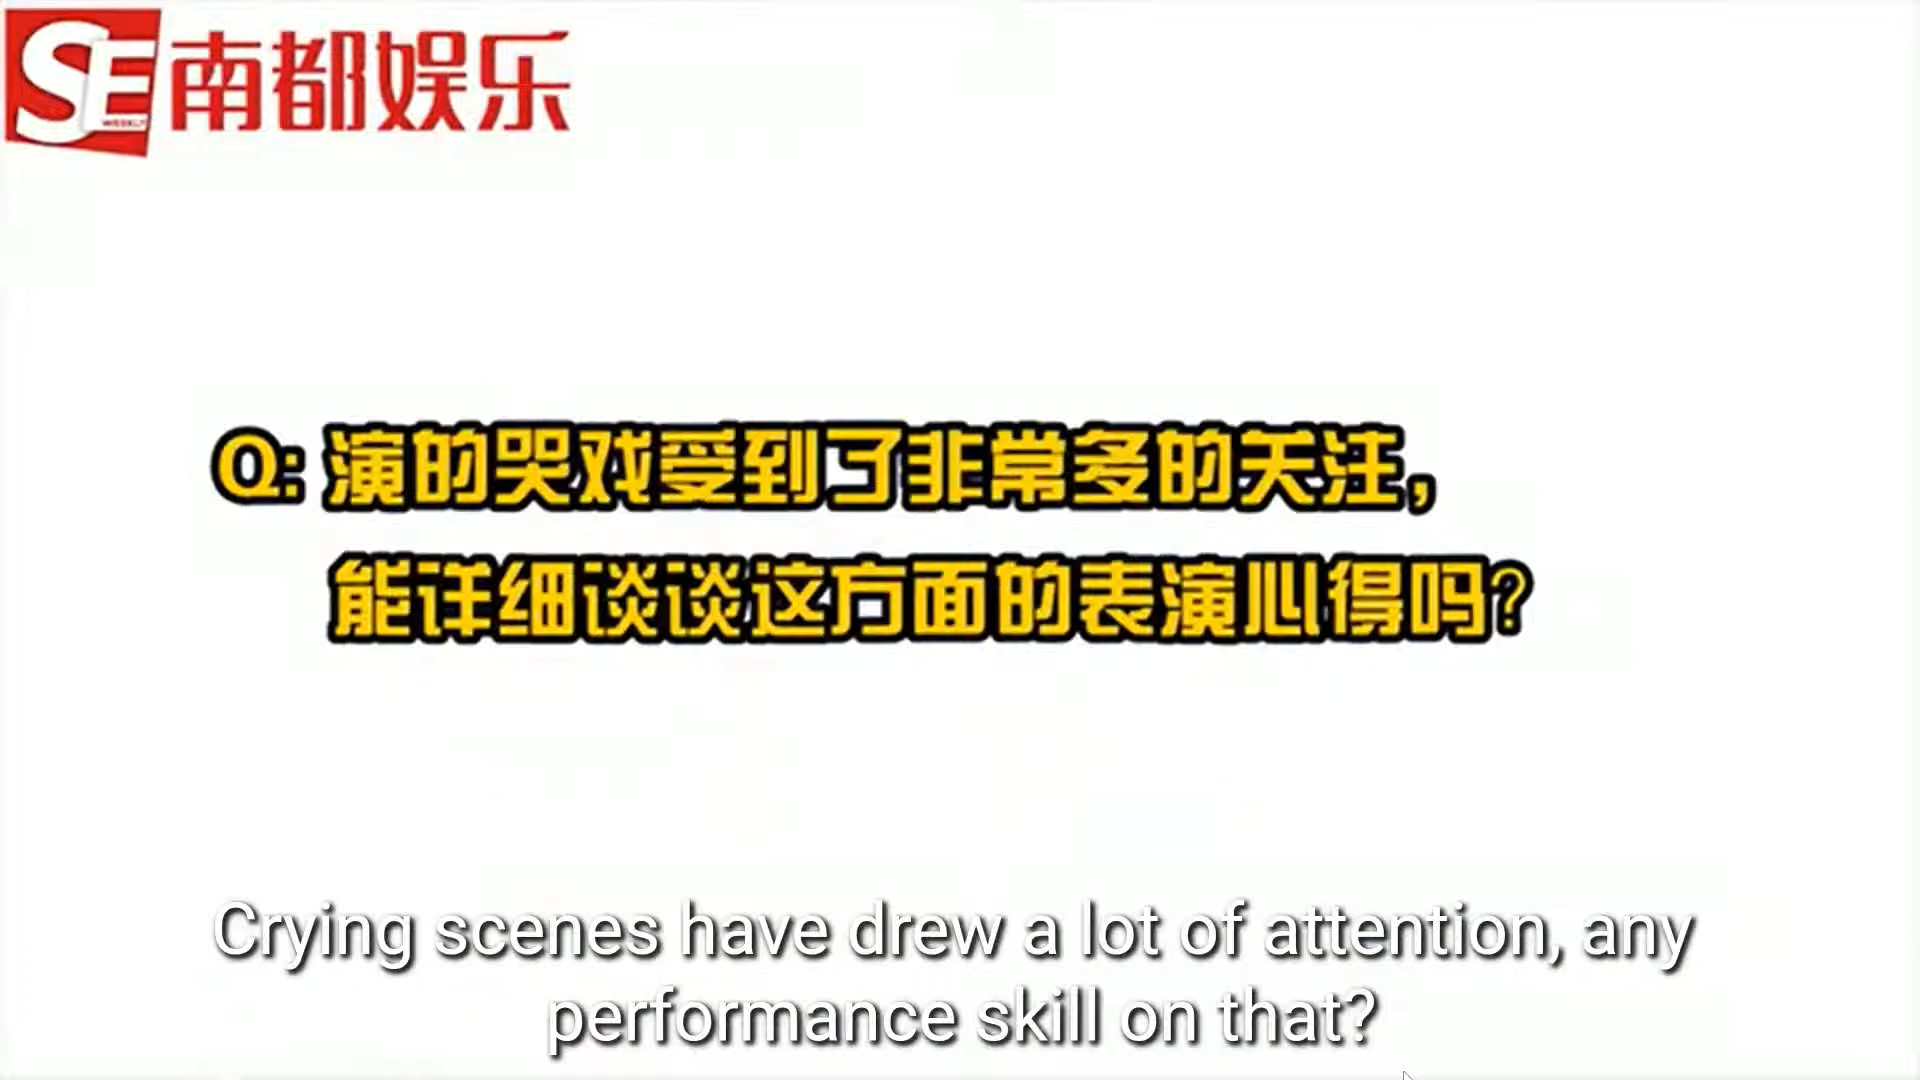 SE WEEKLY 南都娱乐
Q: 演的哭戏受到了非常多的关注，
能详细谈谈这方面的表演心得吗？
Crying scenes have drew a lot of attention, any
performance skill on that?